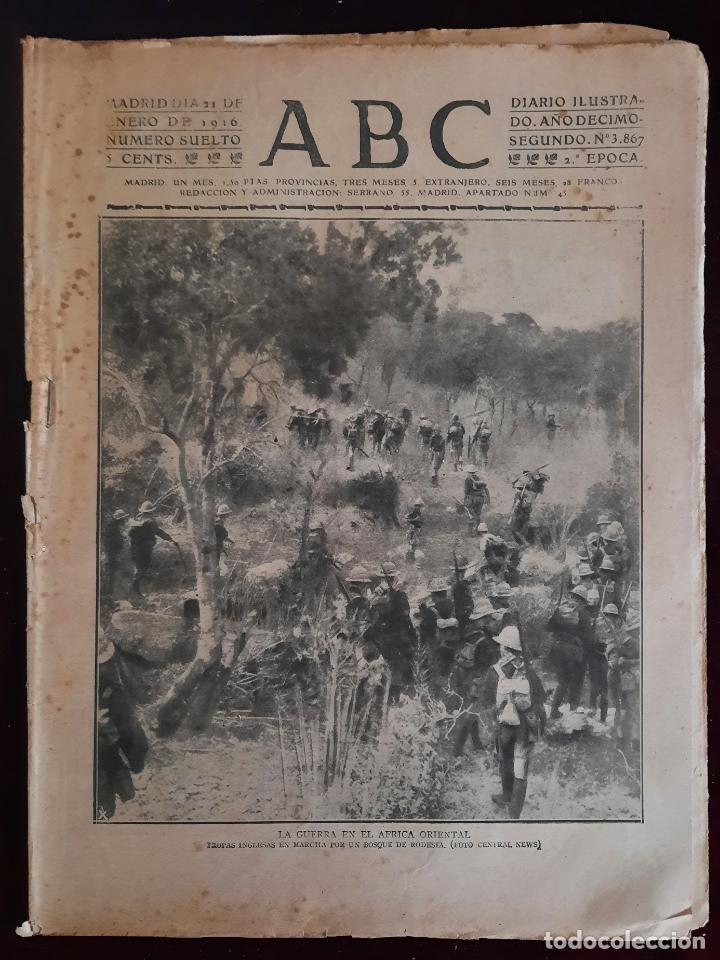 MADRID DIA 21 DE
ENERO DE 1916
NUMERO SUELTO
5 CENTS.
ABC
DIARIO ILUSTRA-
DO. AÑO DECIMO-
SEGUNDO. Nº 3.867
2.ª EPOCA.
MADRID. UN MES, 1,50 PTAS. PROVINCIAS, TRES MESES, 5. EXTRANJERO, SEIS MESES, 28 FRANCO
REDACCION Y ADMINISTRACION: SERRANO 55, MADRID. APARTADO NUM 45
LA GUERRA EN EL AFRICA ORIENTAL
TROPAS INGLESAS EN MARCHA POR UN BOSQUE DE RODESIA. (FOTO CENTRAL NEWS)
todocoleccion